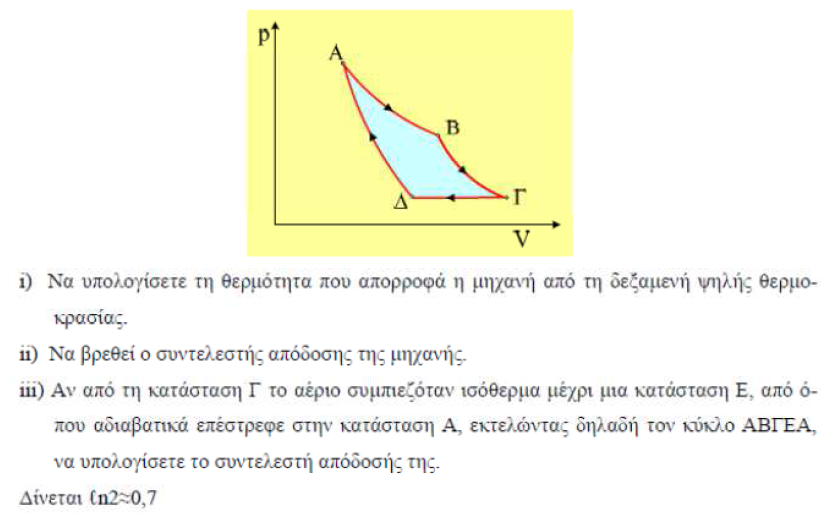 p
A
B
Δ
Γ
V
i) Να υπολογίσετε τη θερμότητα που απορροφά η μηχανή από τη δεξαμενή ψηλής θερμο-
κρασίας.
ii) Να βρεθεί ο συντελεστής απόδοσης της μηχανής.
iii) Αν από τη κατάσταση Γ το αέριο συμπιεζόταν ισόθερμα μέχρι μια κατάσταση Ε, από ό-
που αδιαβατικά επέστρεφε στην κατάσταση Α, εκτελώντας δηλαδή τον κύκλο ΑΒΓΕΑ,
να υπολογίσετε το συντελεστή απόδοσής της.
Δίνεται ℓn2≈0,7